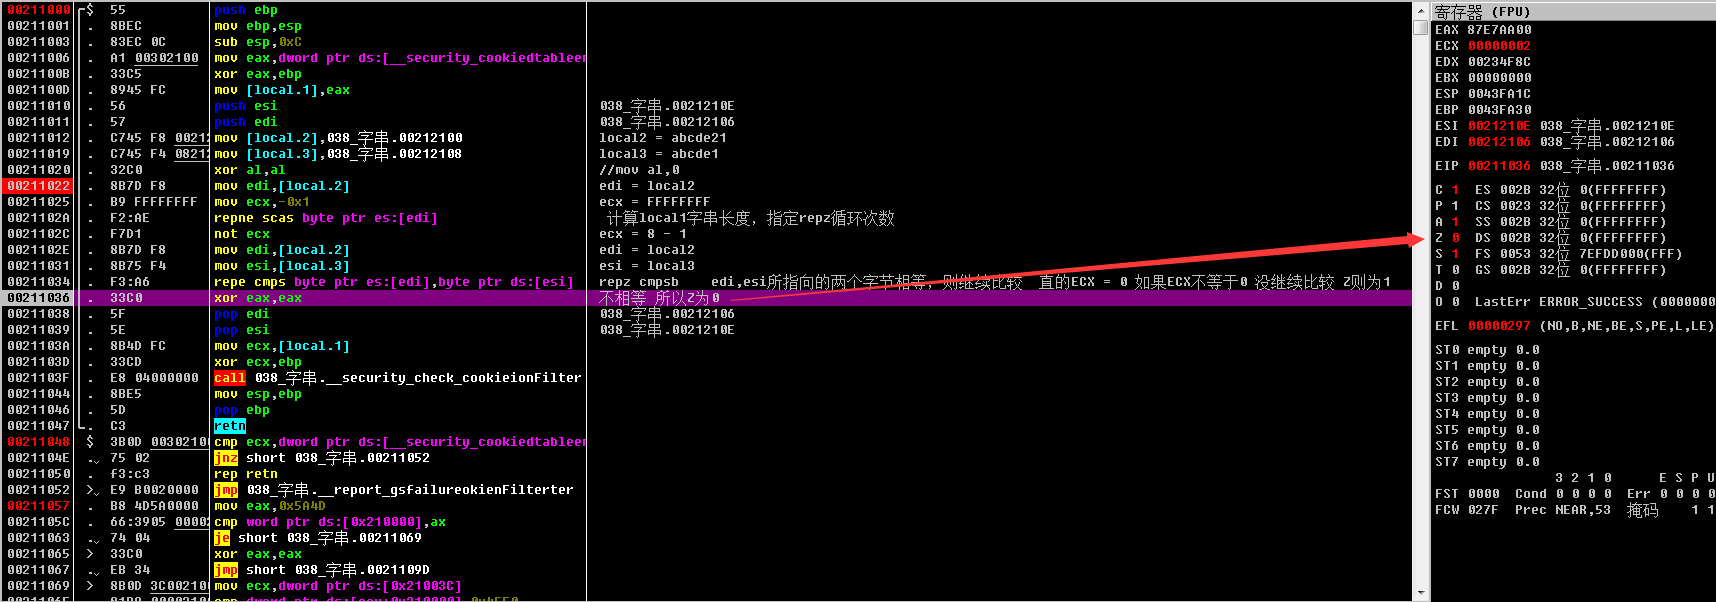 00211000 $ 55 push ebp
00211001 . 8BEC mov ebp,esp
00211003 . 83EC 0C sub esp,0xC
00211006 . A1 00302100 mov eax,dword ptr ds:[__security_cookiedtableen
0021100B . 33C5 xor eax,ebp
0021100D . 8945 FC mov [local.1],eax
00211010 . 56 push esi 038_字串.0021210E
00211011 . 57 push edi 038_字串.00212106
00211012 . C745 F8 00212 mov [local.2],038_字串.00212100 local2 = abcde21
00211019 . C745 F4 08212 mov [local.3],038_字串.00212108 local3 = abcde1
00211020 . 32C0 xor al,al //mov al,0
00211022 . 8B7D F8 mov edi,[local.2] edi = local2
00211025 . B9 FFFFFFFF mov ecx,-0x1 ecx = FFFFFFFF
0021102A . F2:AE repne scas byte ptr es:[edi] 计算local1字串长度，指定repz循环次数
0021102C . F7D1 not ecx ecx = 8 - 1
0021102E . 8B7D F8 mov edi,[local.2] edi = local2
00211031 . 8B75 F4 mov esi,[local.3] esi = local3
00211034 . F3:A6 repe cmps byte ptr es:[edi],byte ptr ds:[esi] repz cmpsb edi,esi所指向的两个字节相等，则继续比较 直的ECX = 0 如果ECX不等于0 没继续比较 Z则为1
00211036 . 33C0 xor eax,eax 不相等 所以Z为0
00211038 . 5F pop edi 038_字串.00212106
00211039 . 5E pop esi 038_字串.0021210E
0021103A . 8B4D FC mov ecx,[local.1]
0021103D . 33CD xor ecx,ebp
0021103F . E8 04000000 call 038_字串.__security_check_cookieionFilter
00211044 . 8BE5 mov esp,ebp
00211046 . 5D pop ebp
00211047 . C3 retn
00211048 $ 3B0D 0030210 cmp ecx,dword ptr ds:[__security_cookiedtableen
0021104E . 75 02 jnz short 038_字串.00211052
00211050 . f3:c3 rep retn
00211052 > E9 B0020000 jmp 038_字串.__report_gsfailureokienFilterter
00211057 . B8 4D5A0000 mov eax,0x5A4D
0021105C . 66:3905 0000 cmp word ptr ds:[0x210000],ax
00211063 . 74 04 je short 038_字串.00211069
00211065 > 33C0 xor eax,eax
00211067 . EB 34 jmp short 038_字串.0021109D
00211069 > 8B0D 3C00210 mov ecx,dword ptr ds:[0x21003C]
寄存器 (FPU)
EAX 87E7AA00
ECX 00000002
EDX 00234F8C
EBX 00000000
ESP 0043FA1C
EBP 0043FA30
ESI 0021210E 038_字串.0021210E
EDI 00212106 038_字串.00212106
EIP 00211036 038_字串.00211036
C 1 ES 002B 32位 0(FFFFFFFF)
P 1 CS 0023 32位 0(FFFFFFFF)
A 1 SS 002B 32位 0(FFFFFFFF)
Z 0 DS 002B 32位 0(FFFFFFFF)
S 1 FS 0053 32位 7EFDD000(FFF)
T 0 GS 002B 32位 0(FFFFFFFF)
D 0
O 0 LastErr ERROR_SUCCESS (0000000
EFL 00000297 (NO,B,NE,BE,S,PE,L,LE)
ST0 empty 0.0
ST1 empty 0.0
ST2 empty 0.0
ST3 empty 0.0
ST4 empty 0.0
ST5 empty 0.0
ST6 empty 0.0
ST7 empty 0.0
3 2 1 0 E S P U
FST 0000 Cond 0 0 0 0 Err 0 0 0 0
FCW 027F Prec NEAR,53 掩码 1 1